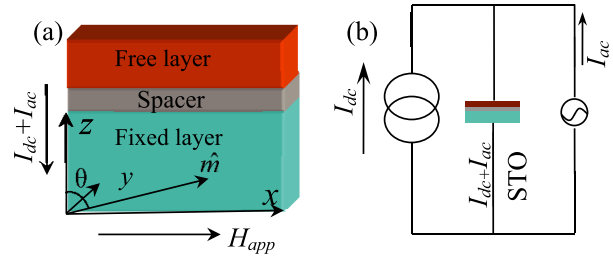 (a)
Free layer
Spacer
Fixed layer
I_dc+I_ac
z
θ
y
m̂
x
H_app
(b)
I_dc
I_dc+I_ac
STO
I_ac